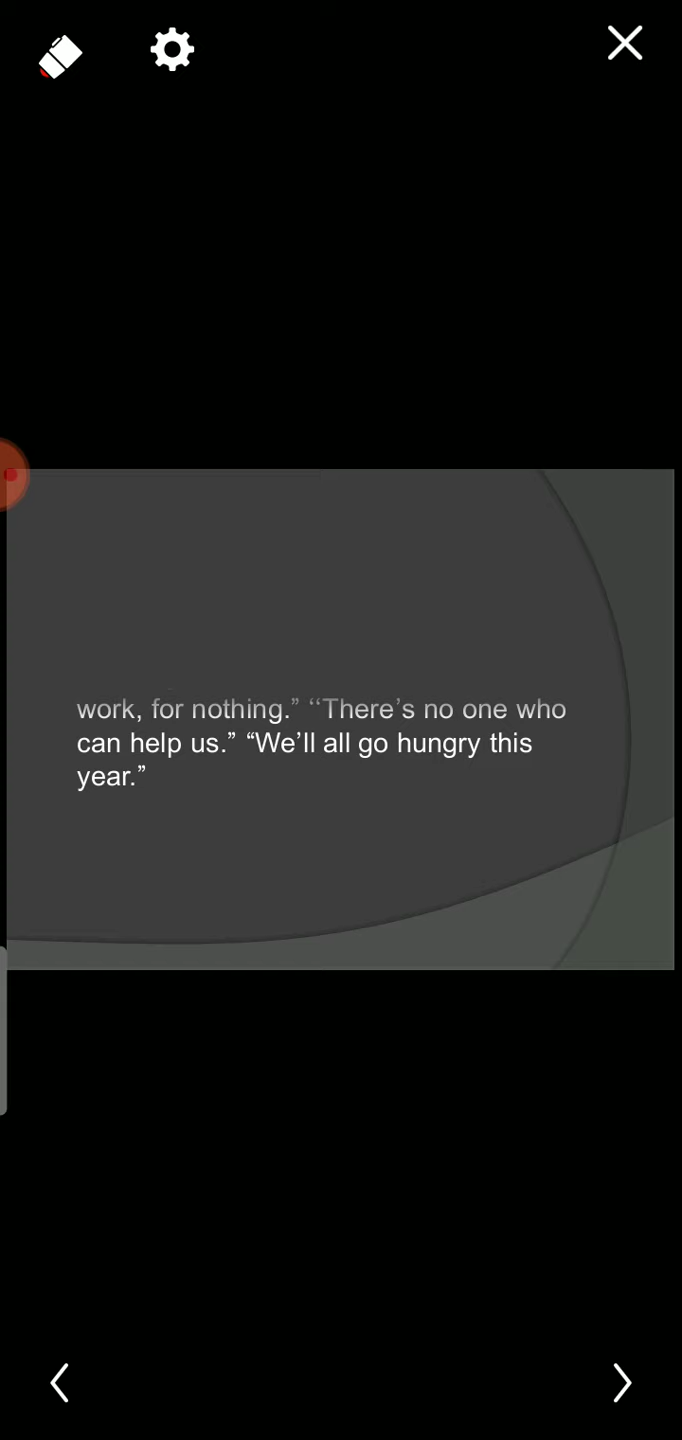 work, for nothing.” ‘‘There’s no one who
can help us.” “We’ll all go hungry this
year.”